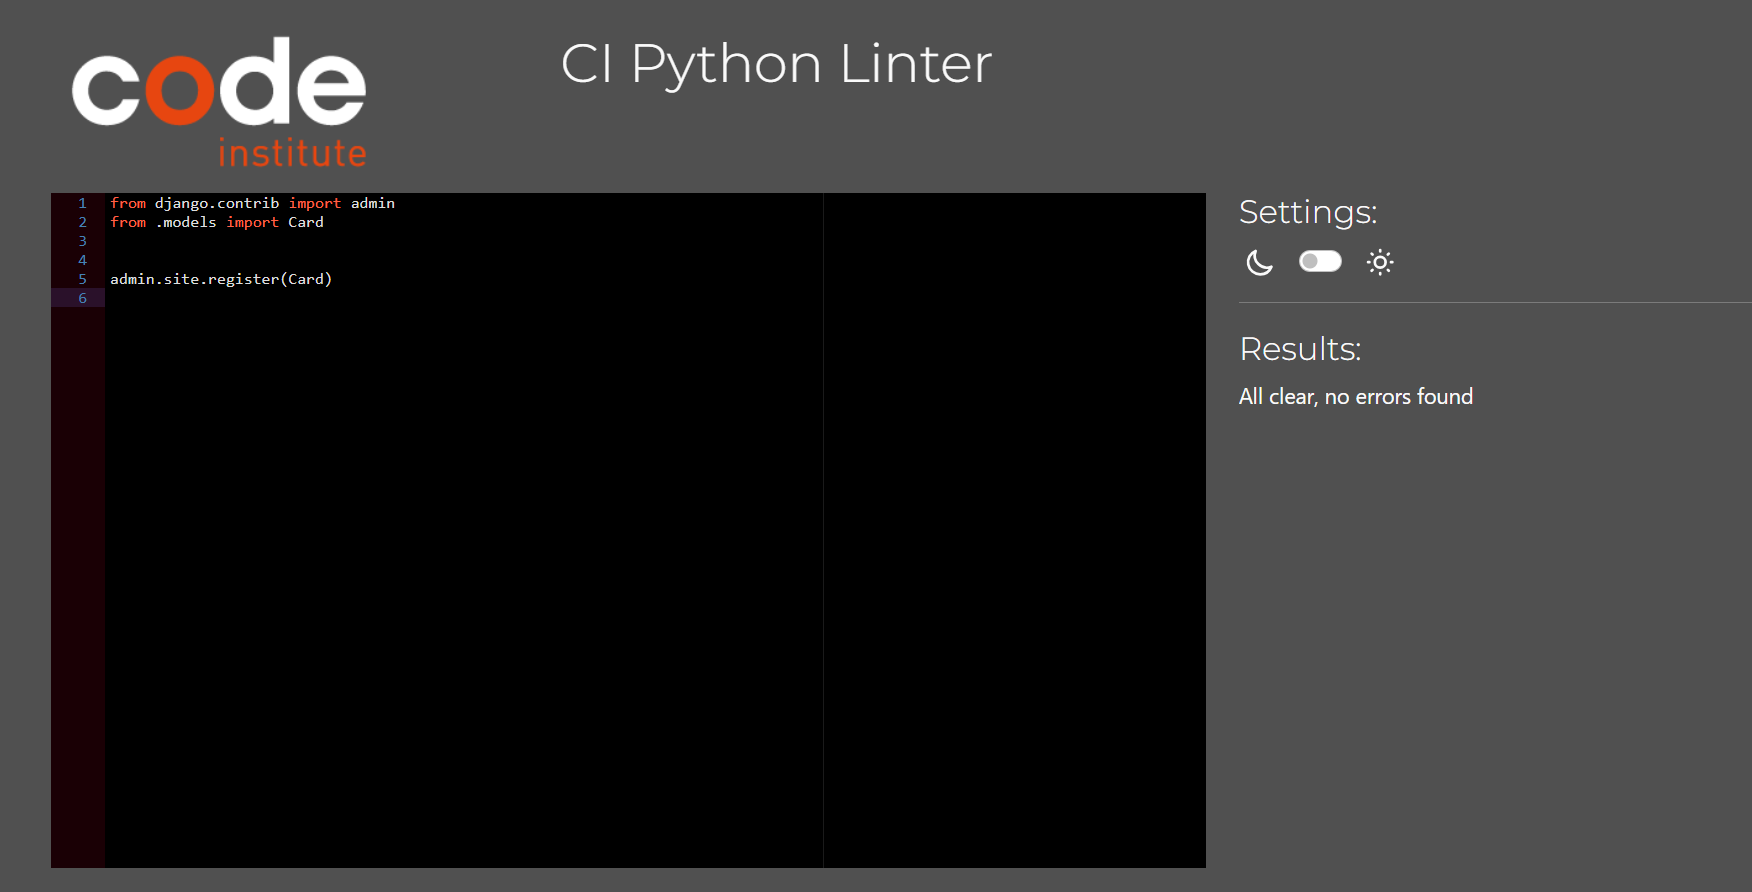 code
institute
CI Python Linter
1 from django.contrib import admin
2 from .models import Card
3
4
5 admin.site.register(Card)
6
Settings:
Results:
All clear, no errors found